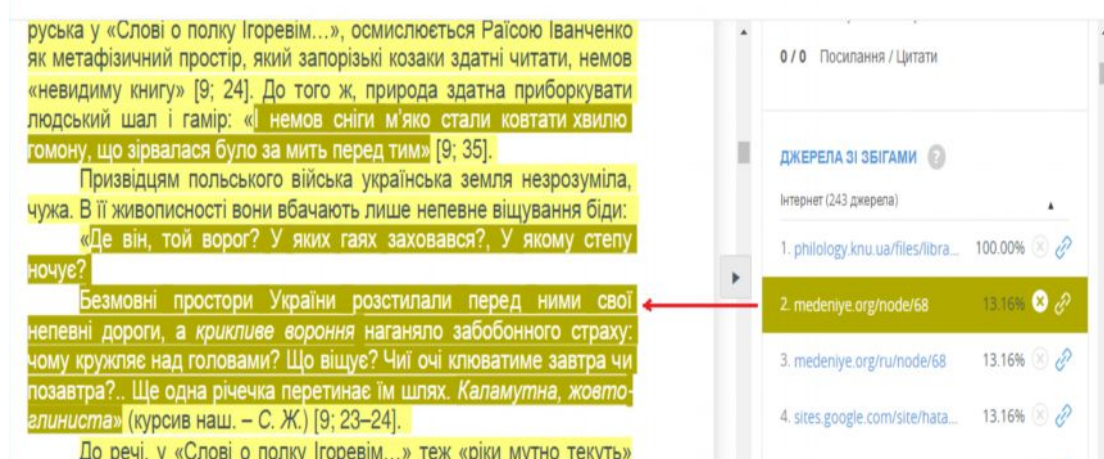 руська у «Слові о полку Ігоревім…», осмислюється Раїсою Іванченко
як метафізичний простір, який запорізькі козаки здатні читати, немов
«невидиму книгу» [9; 24]. До того ж, природа здатна приборкувати
людський шал і гамір: «І немов сніги м’яко стали ковтати хвилю
гомону, що зірвалася було за мить перед тим» [9; 35].
Призвідцям польського війська українська земля незрозуміла,
чужа. В її живописності вони вбачають лише непевне віщування біди:
«Де він, той ворог? У яких гаях заховався?, У якому степу
ночує?
Безмовні простори України розстилали перед ними свої
непевні дороги, а крикливе вороння наганяло забобонного страху:
чому кружляє над головами? Що віщує? Чиї очі клюватиме завтра чи
позавтра?.. Ще одна річечка перетинає їм шлях. Каламутна, жовто-
глиниста» (курсив наш. – С. Ж.) [9; 23–24].
До речі, у «Слові о полку Ігоревім…» теж «ріки мутно текуть»
0 / 0 Посилання / Цитати
ДЖЕРЕЛА ЗІ ЗБІГАМИ ?
Інтернет (243 джерела)
1. philology.knu.ua/files/libra... 100.00%
2. medeniye.org/node/68 13.16%
3. medeniye.org/ru/node/68 13.16%
4. sites.google.com/site/hata... 13.16%